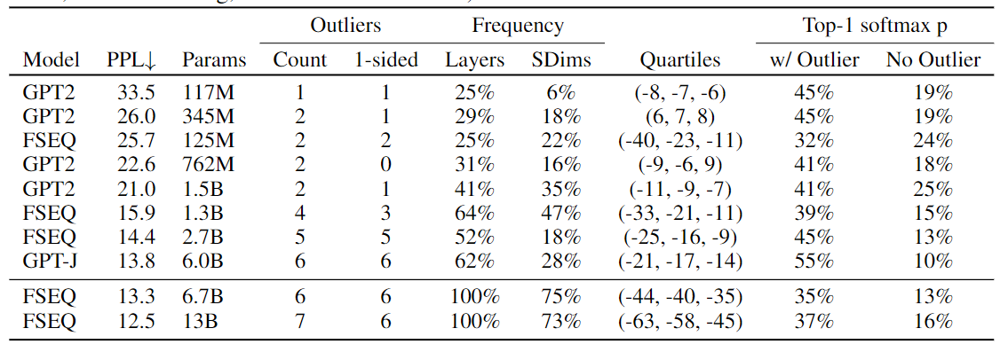 Outliers Frequency Top-1 softmax p
Model PPL↓ Params Count 1-sided Layers SDims Quartiles w/ Outlier No Outlier
GPT2 33.5 117M 1 1 25% 6% (-8, -7, -6) 45% 19%
GPT2 26.0 345M 2 1 29% 18% (6, 7, 8) 45% 19%
FSEQ 25.7 125M 2 2 25% 22% (-40, -23, -11) 32% 24%
GPT2 22.6 762M 2 0 31% 16% (-9, -6, 9) 41% 18%
GPT2 21.0 1.5B 2 1 41% 35% (-11, -9, -7) 41% 25%
FSEQ 15.9 1.3B 4 3 64% 47% (-33, -21, -11) 39% 15%
FSEQ 14.4 2.7B 5 5 52% 18% (-25, -16, -9) 45% 13%
GPT-J 13.8 6.0B 6 6 62% 28% (-21, -17, -14) 55% 10%
FSEQ 13.3 6.7B 6 6 100% 75% (-44, -40, -35) 35% 13%
FSEQ 12.5 13B 7 6 100% 73% (-63, -58, -45) 37% 16%